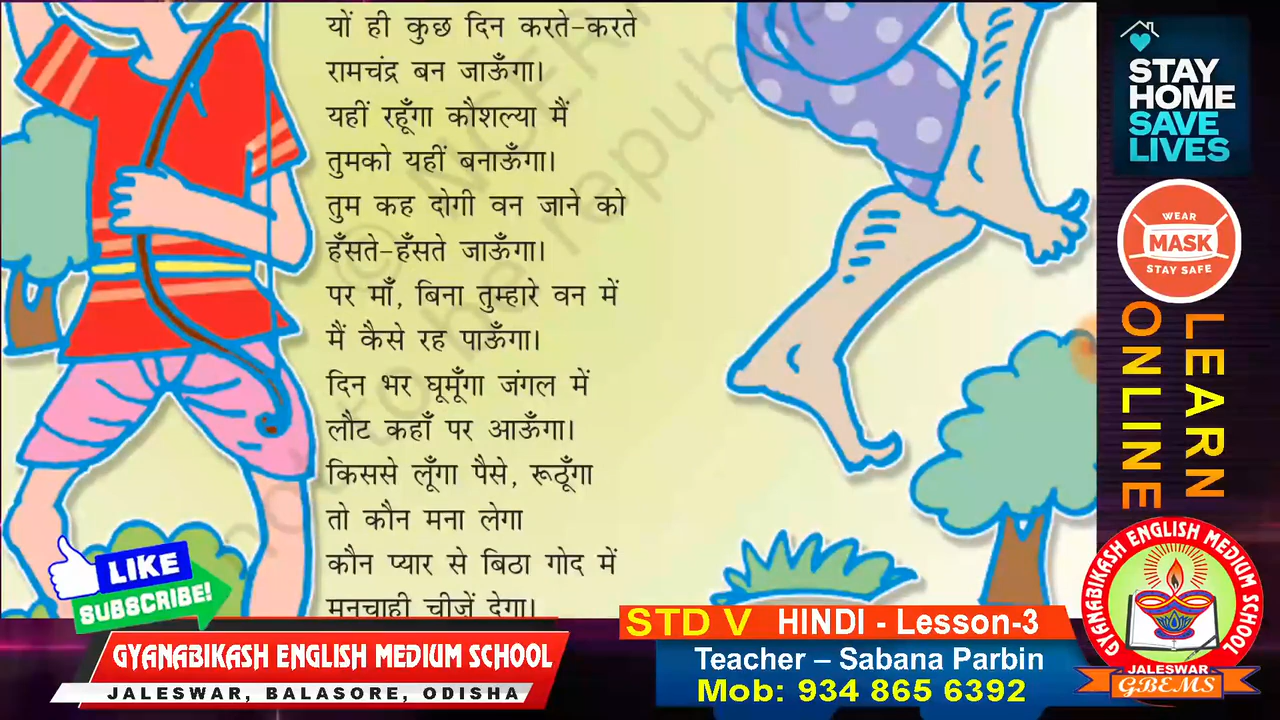 यों ही कुछ दिन करते-करते
रामचंद्र बन जाऊँगा।
यहीं रहूँगा कौशल्या मैं
तुमको यहीं बनाऊँगा।
तुम कह दोगी वन जाने को
हँसते-हँसते जाऊँगा।
पर माँ, बिना तुम्हारे वन में
मैं कैसे रह पाऊँगा।
दिन भर घूमूँगा जंगल में
लौट कहाँ पर आऊँगा।
किससे लूँगा पैसे, रूठूँगा
तो कौन मना लेगा
कौन प्यार से बिठा गोद में
मनचाही चीज़ें देगा।
STAY
HOME
SAVE
LIVES
WEAR
MASK
STAY SAFE
LEARN
ONLINE
LIKE
SUBSCRIBE!
GYANABIKASH ENGLISH MEDIUM SCHOOL
JALESWAR, BALASORE, ODISHA
STD V HINDI - Lesson-3
Teacher – Sabana Parbin
Mob: 934 865 6392
GYANABIKASH ENGLISH MEDIUM SCHOOL
JALESWAR
GBEMS